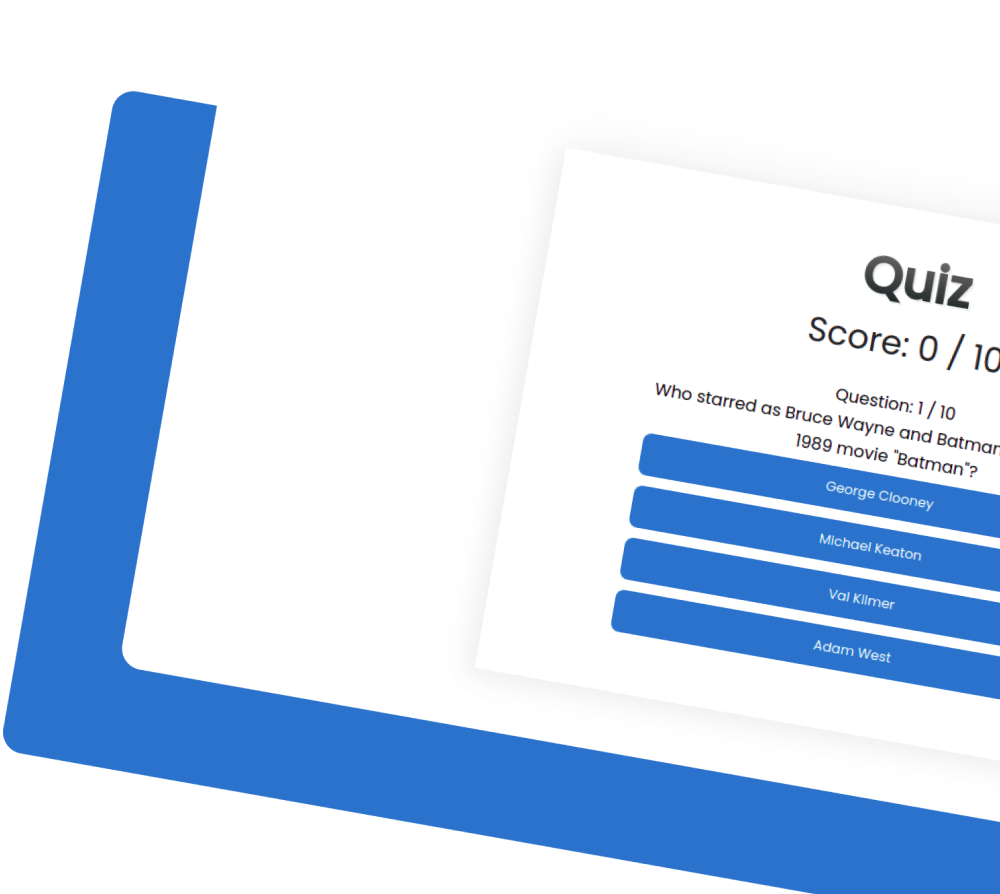 Quiz
Score: 0 / 10
Question: 1 / 10
Who starred as Bruce Wayne and Batman
1989 movie "Batman"?
George Clooney
Michael Keaton
Val Kilmer
Adam West